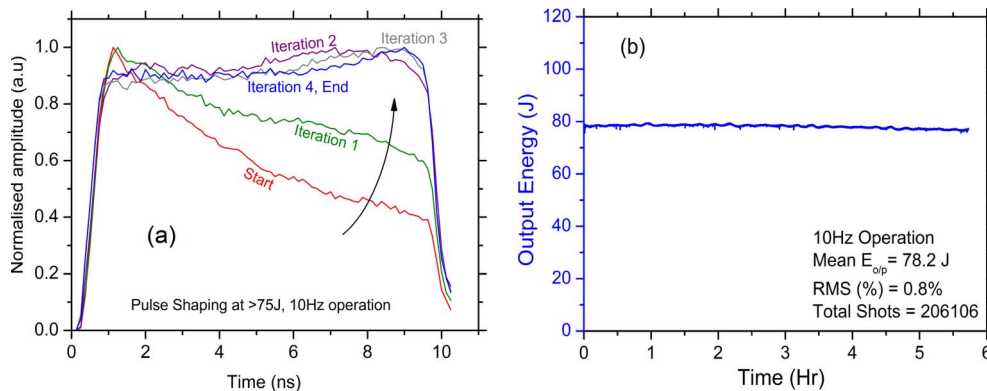 Normalised amplitude (a.u)
1.0
0.8
0.6
0.4
0.2
0.0
0
2
4
6
8
10
Time (ns)
Iteration 2
Iteration 3
Iteration 4, End
Iteration 1
Start
(a)
Pulse Shaping at >75J, 10Hz operation
Output Energy (J)
120
100
80
60
40
20
0
0
1
2
3
4
5
6
Time (Hr)
(b)
10Hz Operation
Mean Eo/p = 78.2 J
RMS (%) = 0.8%
Total Shots = 206106